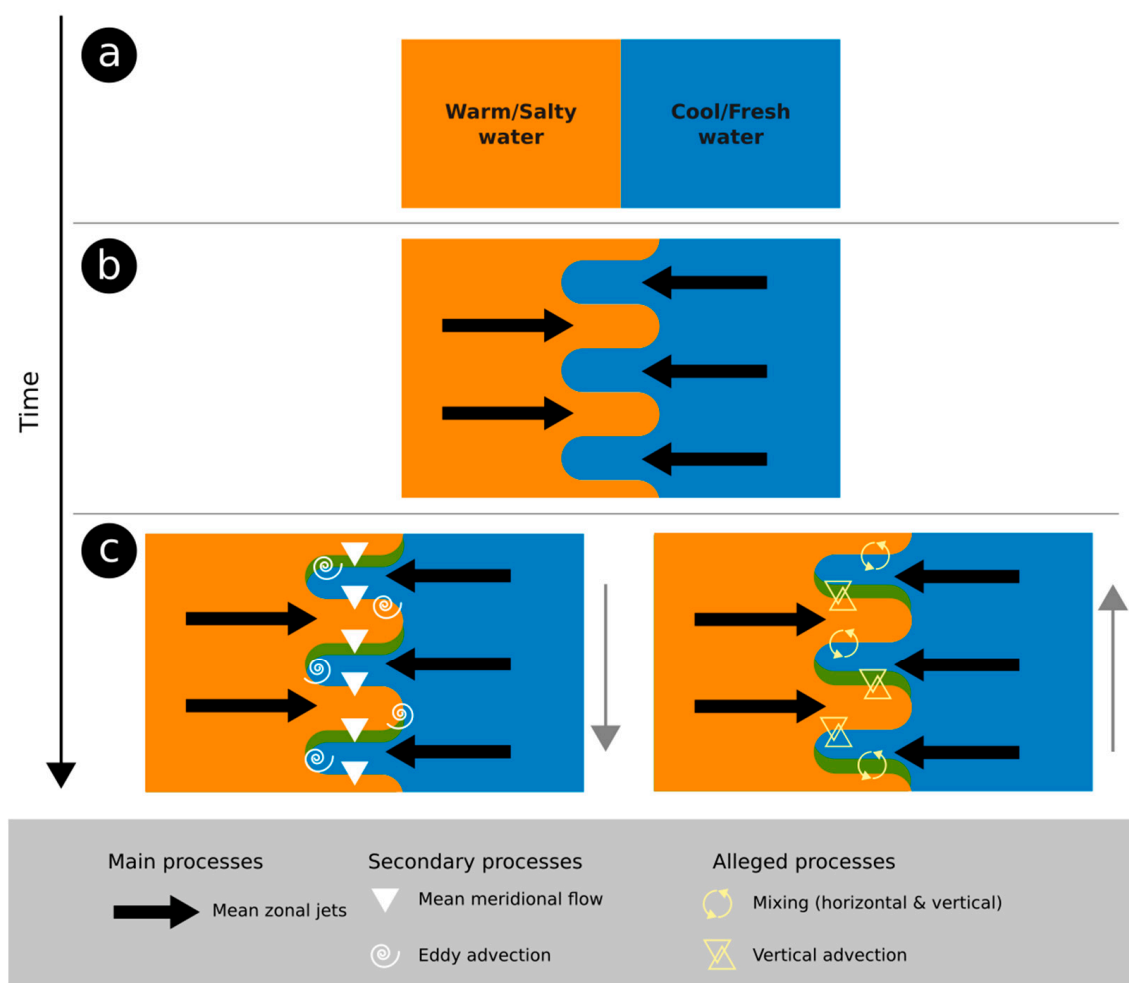 a
Warm/Salty
water
Cool/Fresh
water
b
Time
c
Main processes
Mean zonal jets
Secondary processes
Mean meridional flow
Eddy advection
Alleged processes
Mixing (horizontal & vertical)
Vertical advection